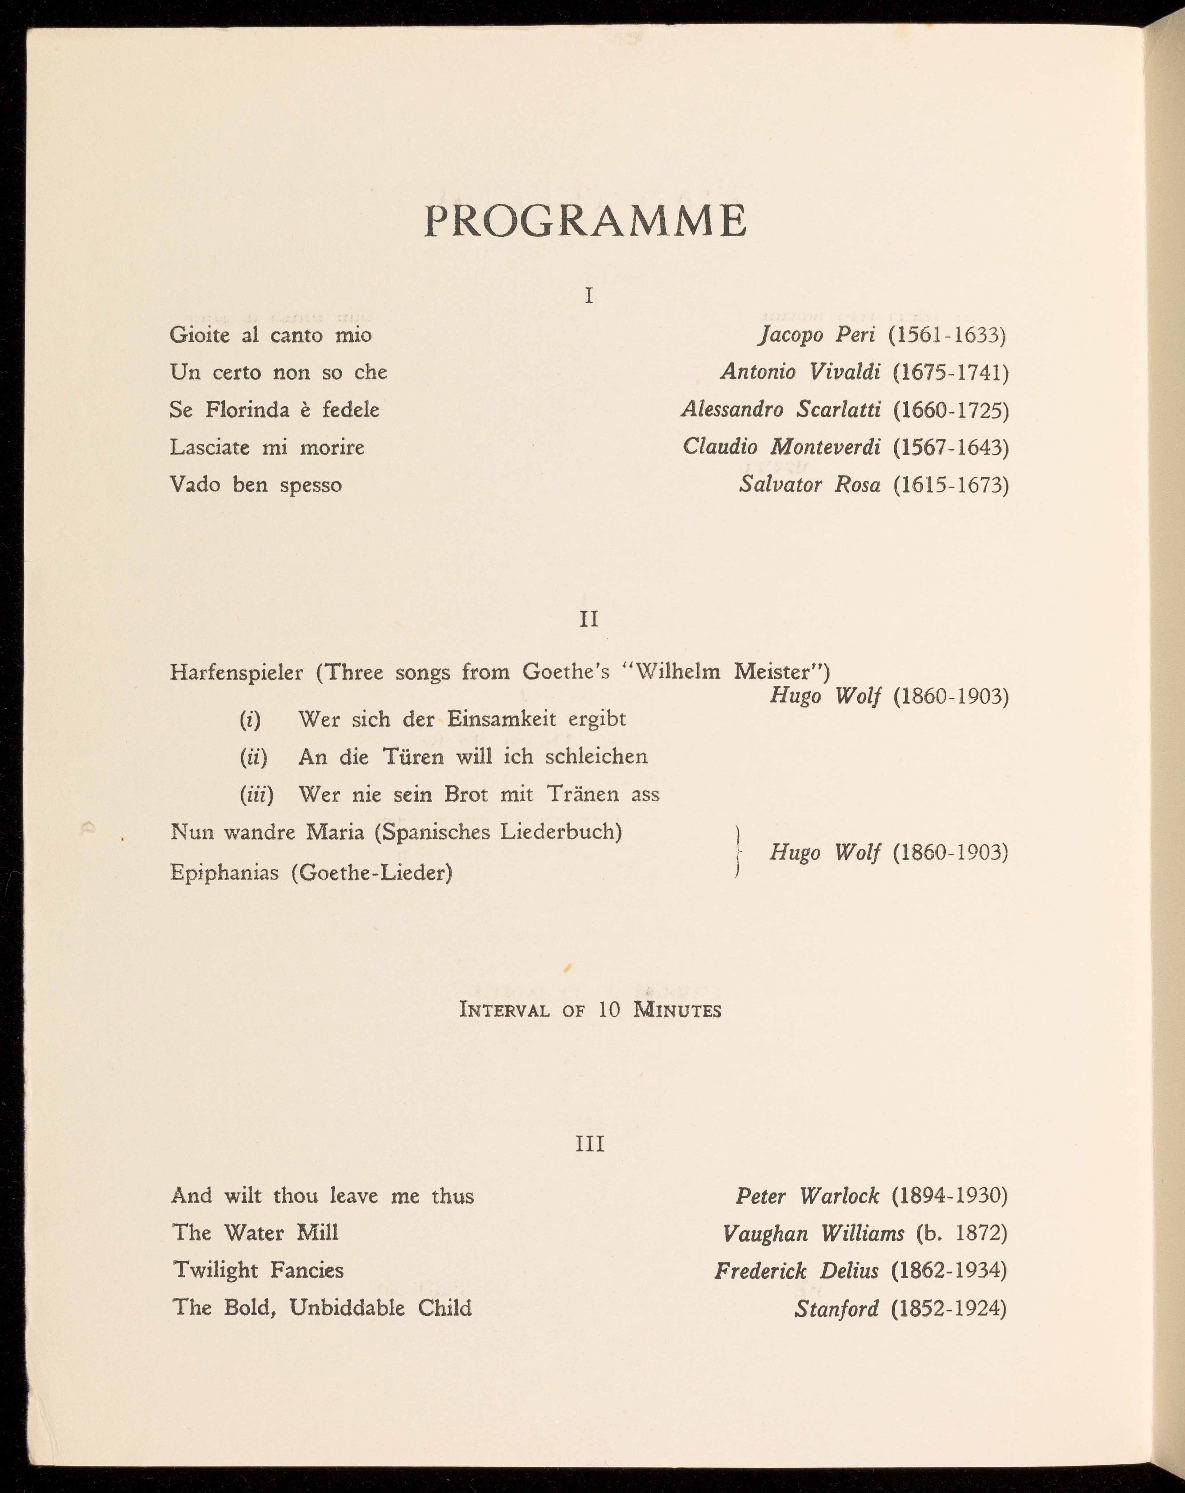 PROGRAMME
I
Gioite al canto mio Jacopo Peri (1561-1633)
Un certo non so che Antonio Vivaldi (1675-1741)
Se Florinda è fedele Alessandro Scarlatti (1660-1725)
Lasciate mi morire Claudio Monteverdi (1567-1643)
Vado ben spesso Salvator Rosa (1615-1673)
II
Harfenspieler (Three songs from Goethe's "Wilhelm Meister")
Hugo Wolf (1860-1903)
(i) Wer sich der Einsamkeit ergibt
(ii) An die Türen will ich schleichen
(iii) Wer nie sein Brot mit Tränen ass
Nun wandre Maria (Spanisches Liederbuch)
Hugo Wolf (1860-1903)
Epiphanias (Goethe-Lieder)
INTERVAL OF 10 MINUTES
III
And wilt thou leave me thus Peter Warlock (1894-1930)
The Water Mill Vaughan Williams (b. 1872)
Twilight Fancies Frederick Delius (1862-1934)
The Bold, Unbiddable Child Stanford (1852-1924)